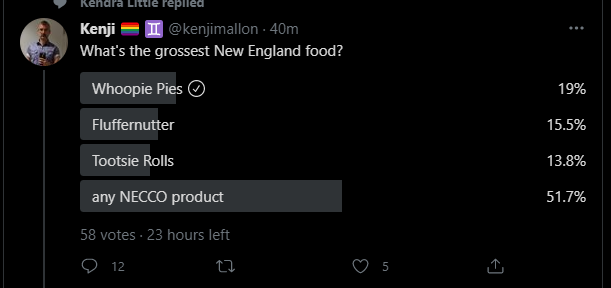 Kendra Little replied
Kenji 🏳️‍🌈 ♊ @kenjimallon · 40m
What's the grossest New England food?
Whoopie Pies 19%
Fluffernutter 15.5%
Tootsie Rolls 13.8%
any NECCO product 51.7%
58 votes · 23 hours left
12 5